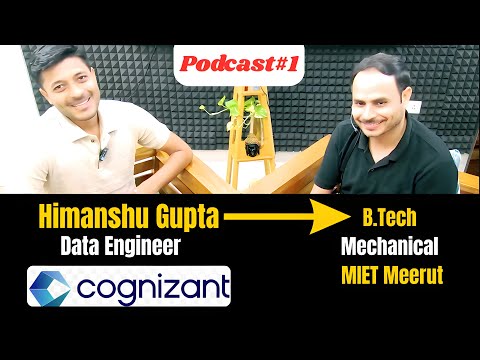 Podcast#1
Himanshu Gupta
Data Engineer
cognizant
B.Tech
Mechanical
MIET Meerut